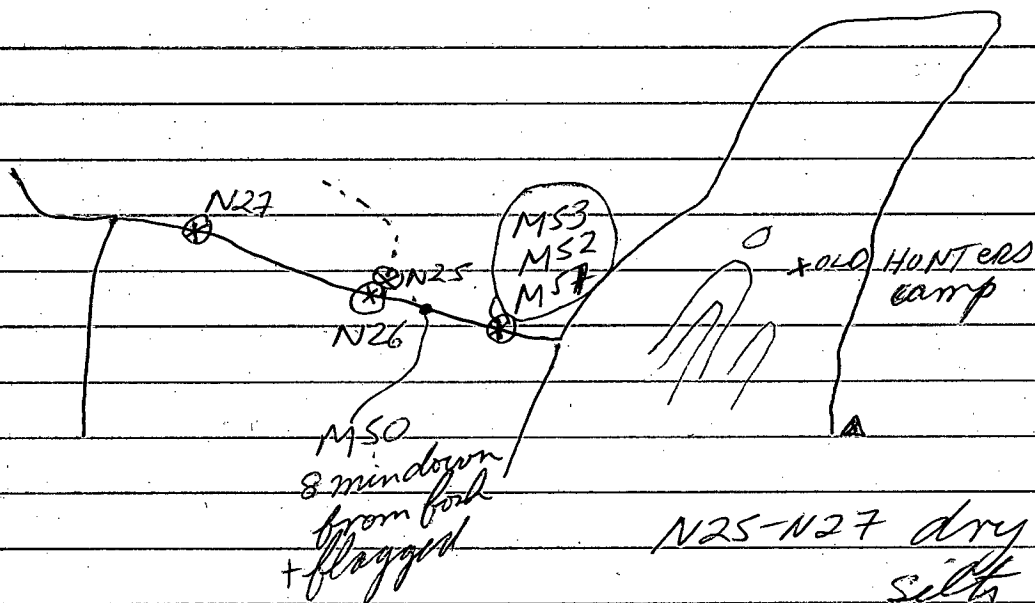 N27
M53
M52
M51
N25
N26
+ OLD HUNTERS
camp
M50
8 min down
from fork
+ flagged
N25-N27 dry
silts